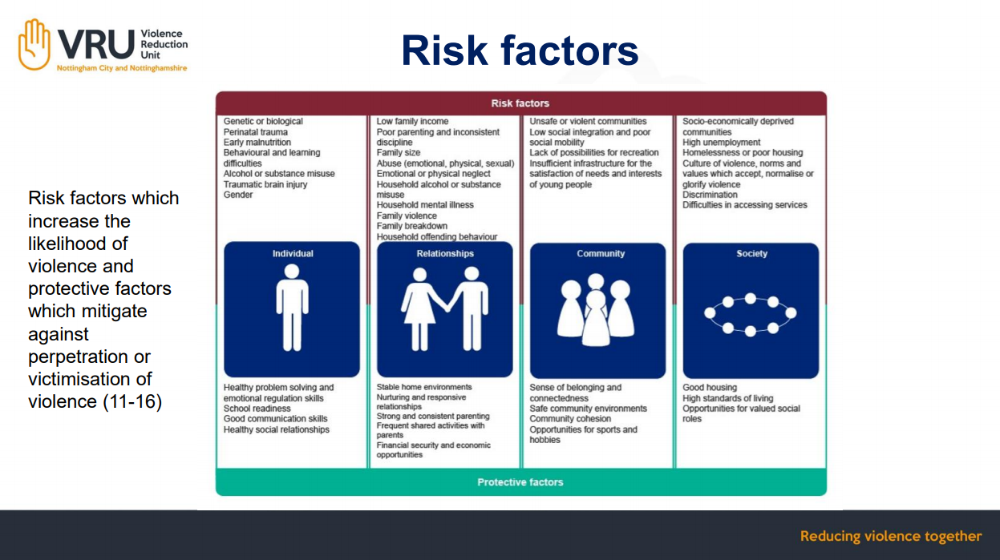 VRU
Violence
Reduction
Unit
Nottingham City and Nottinghamshire
Risk factors
Risk factors which
increase the
likelihood of
violence and
protective factors
which mitigate
against
perpetration or
victimisation of
violence (11-16)
Risk factors
Genetic or biological
Perinatal trauma
Early malnutrition
Behavioural and learning
difficulties
Alcohol or substance misuse
Traumatic brain injury
Gender
Low family income
Poor parenting and inconsistent
discipline
Family size
Abuse (emotional, physical, sexual)
Emotional or physical neglect
Household alcohol or substance
misuse
Household mental illness
Family violence
Family breakdown
Household offending behaviour
Unsafe or violent communities
Low social integration and poor
social mobility
Lack of possibilities for recreation
Insufficient infrastructure for the
satisfaction of needs and interests
of young people
Socio-economically deprived
communities
High unemployment
Homelessness or poor housing
Culture of violence, norms and
values which accept, normalise or
glorify violence
Discrimination
Difficulties in accessing services
Individual
Relationships
Community
Society
Healthy problem solving and
emotional regulation skills
School readiness
Good communication skills
Healthy social relationships
Stable home environments
Nurturing and responsive
relationships
Strong and consistent parenting
Frequent shared activities with
parents
Financial security and economic
opportunities
Sense of belonging and
connectedness
Safe community environments
Community cohesion
Opportunities for sports and
hobbies
Good housing
High standards of living
Opportunities for valued social
roles
Protective factors
Reducing violence together